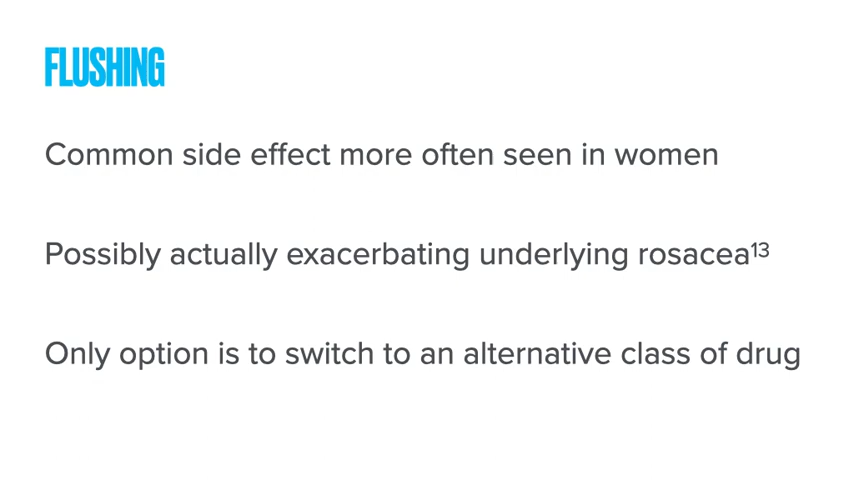 FLUSHING
Common side effect more often seen in women
Possibly actually exacerbating underlying rosacea¹³
Only option is to switch to an alternative class of drug